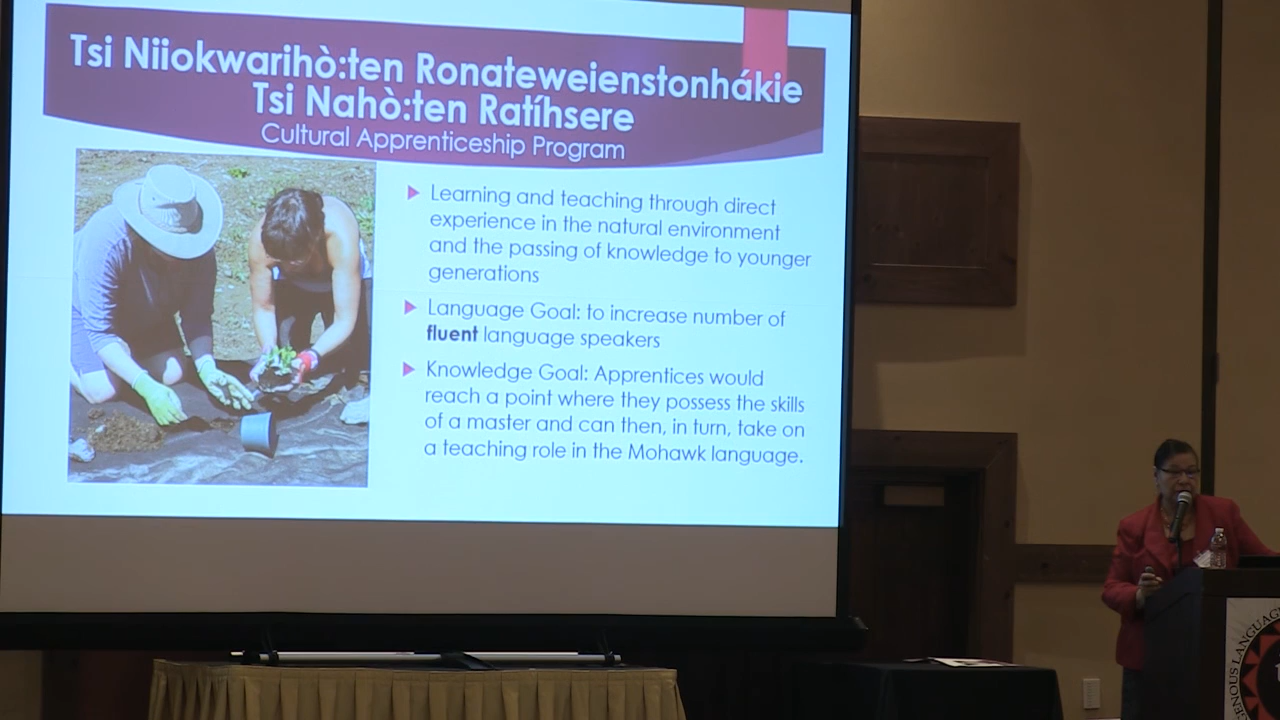 Tsi Niiokwarihò:ten Ronateweienstonhákie
Tsi Nahò:ten Ratíhsere
Cultural Apprenticeship Program
Learning and teaching through direct
experience in the natural environment
and the passing of knowledge to younger
generations
Language Goal: to increase number of
fluent language speakers
Knowledge Goal: Apprentices would
reach a point where they possess the skills
of a master and can then, in turn, take on
a teaching role in the Mohawk language.